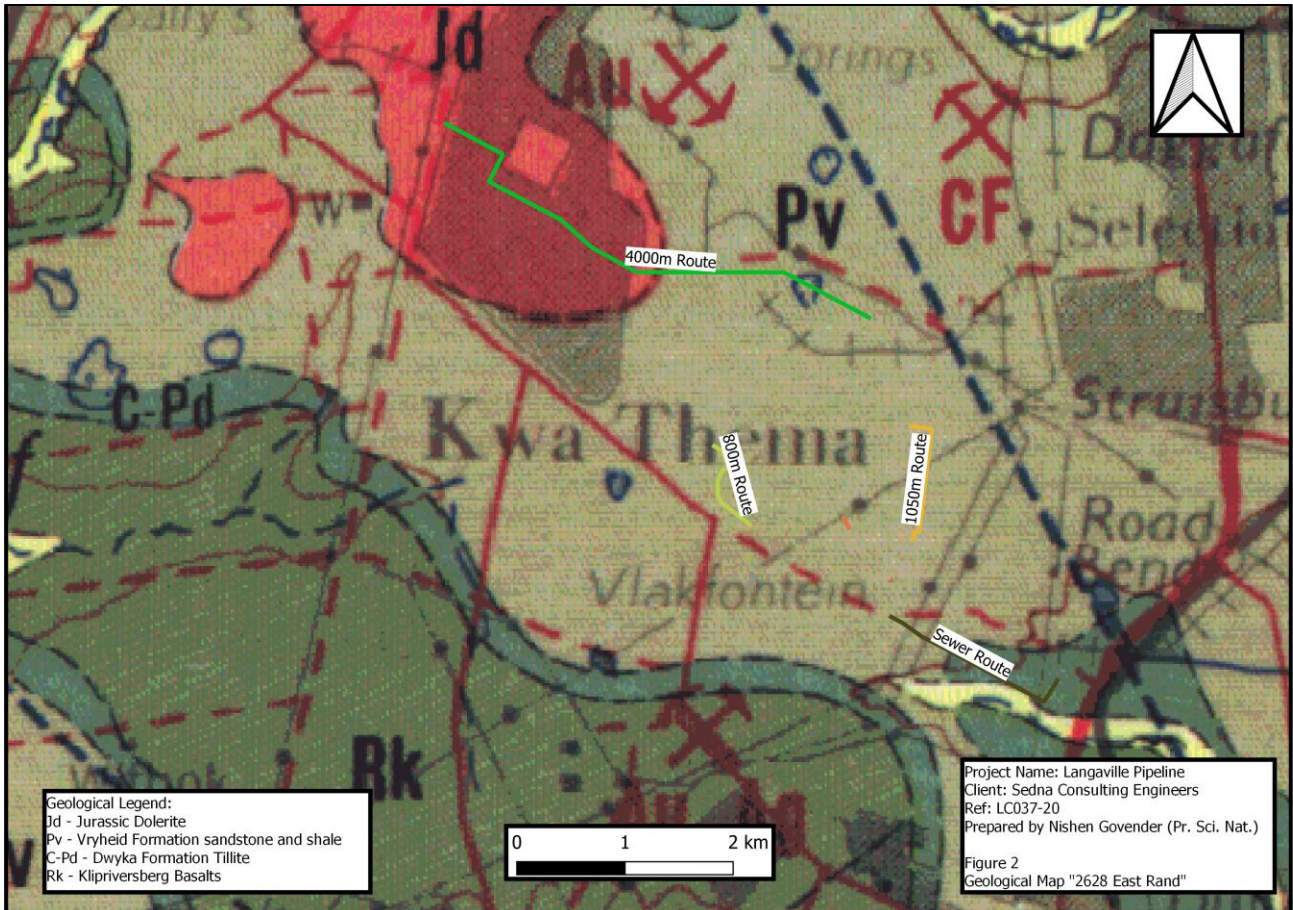 Jd
Au
Springs
CF
Pv
Selection
4000m Route
W
C-Pd
Kwa Thema
800m Route
1050m Route
Struisbu
Road
Vlakfontein
Sewer Route
Rk
Geological Legend:
Jd - Jurassic Dolerite
Pv - Vryheid Formation sandstone and shale
C-Pd - Dwyka Formation Tillite
Rk - Klipriversberg Basalts
0 1 2 km
Project Name: Langaville Pipeline
Client: Sedna Consulting Engineers
Ref: LC037-20
Prepared by Nishen Govender (Pr. Sci. Nat.)
Figure 2
Geological Map "2628 East Rand"